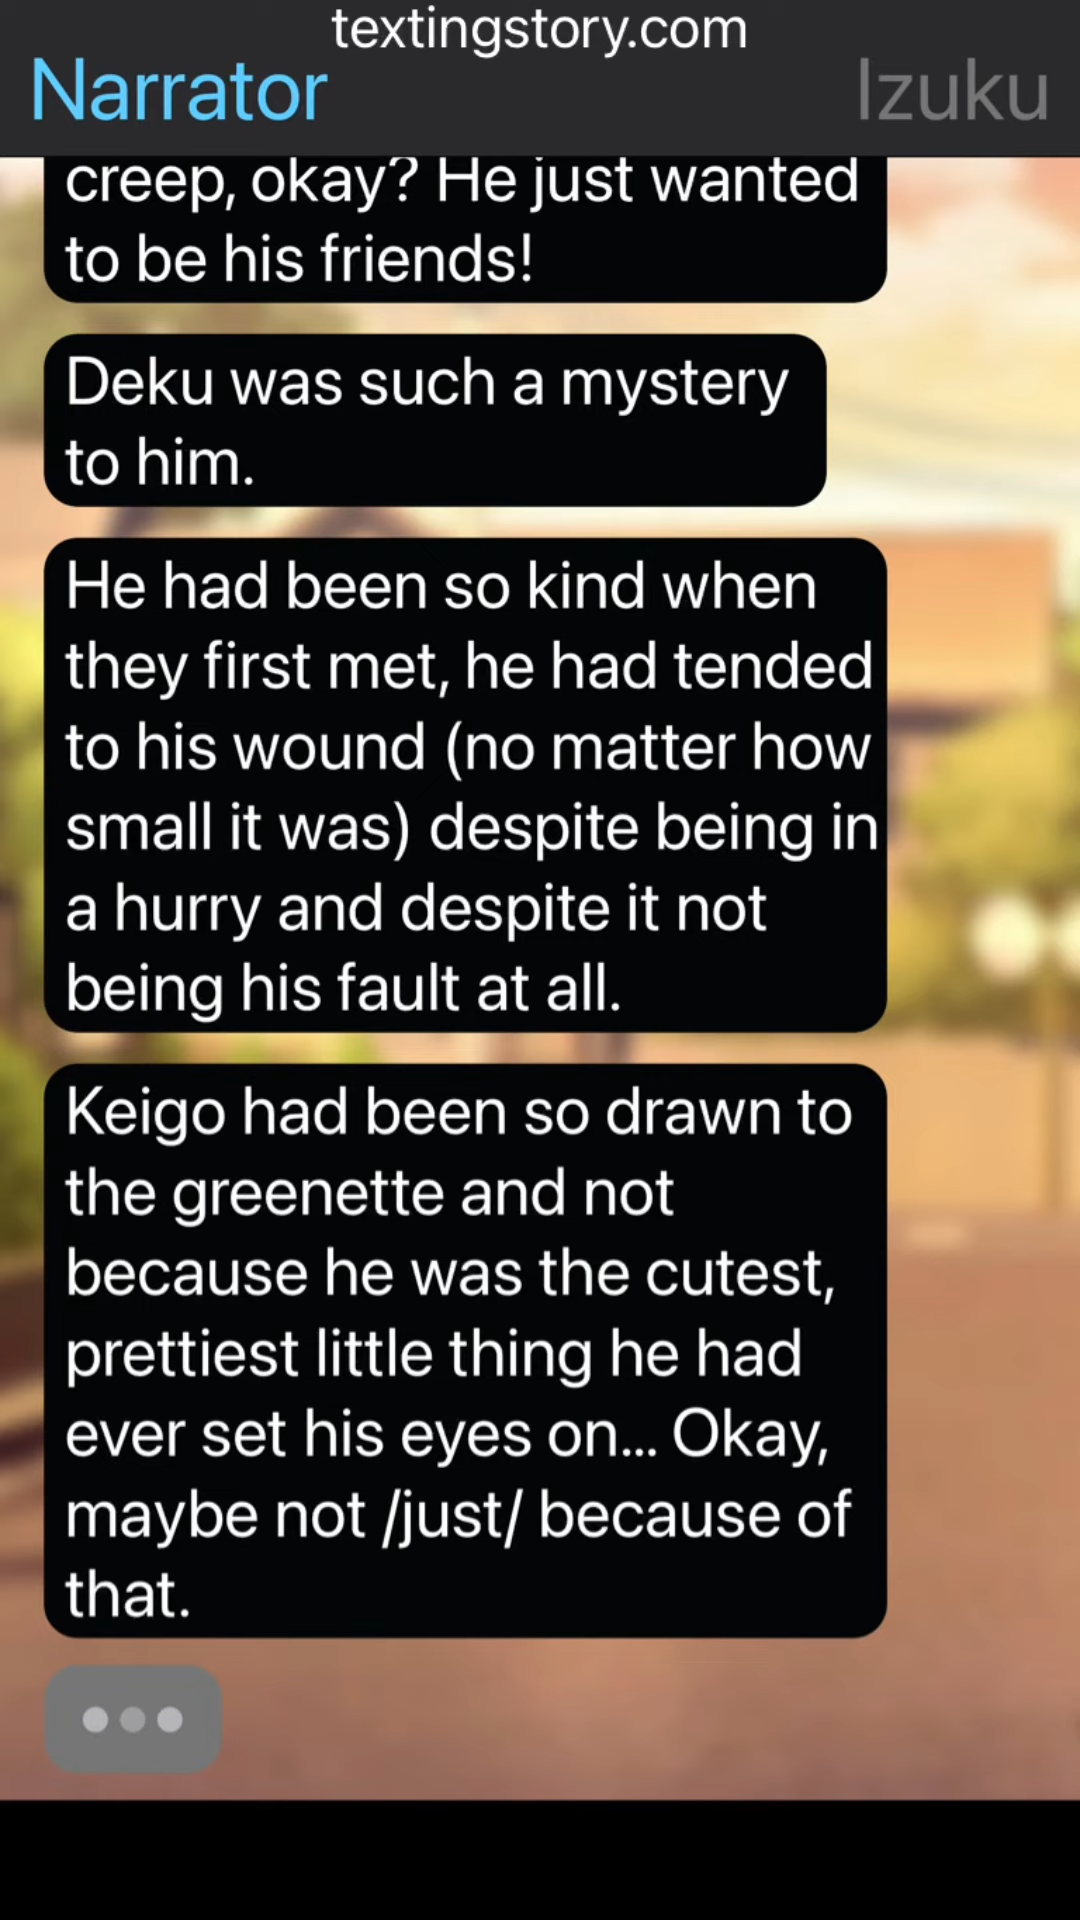 textingstory.com
Narrator
Izuku
creep, okay? He just wanted
to be his friends!
Deku was such a mystery
to him.
He had been so kind when
they first met, he had tended
to his wound (no matter how
small it was) despite being in
a hurry and despite it not
being his fault at all.
Keigo had been so drawn to
the greenette and not
because he was the cutest,
prettiest little thing he had
ever set his eyes on... Okay,
maybe not /just/ because of
that.